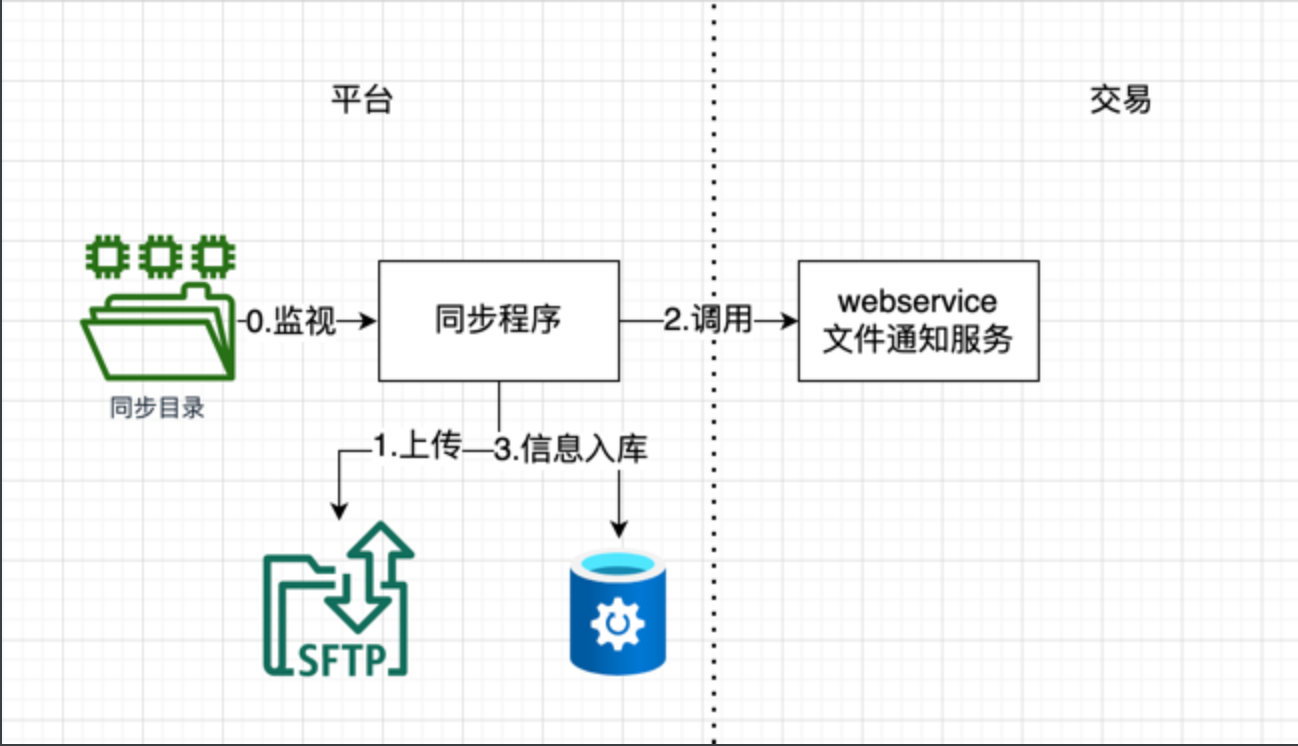 平台
交易
0.监视
同步程序
2.调用
webservice
文件通知服务
同步目录
1.上传
3.信息入库
SFTP